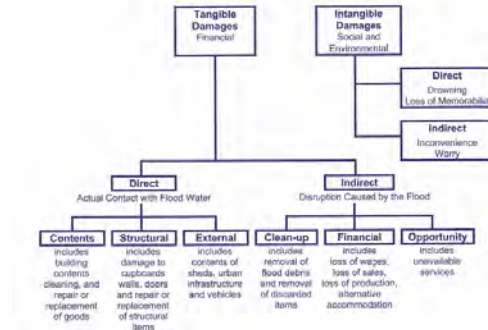 Tangible
Damages
Financial
Intangible
Damages
Social and
Environmental
Direct
Drowning
Loss of Memorabilia
Indirect
Inconvenience
Worry
Direct
Actual Contact with Flood Water
Indirect
Disruption Caused by the Flood
Contents
includes
building
contents
cleaning, and
repair or
replacement
of goods
Structural
includes
damage to
cupboards
walls, doors
and repair or
replacement
of structural
items
External
includes
contents of
sheds, urban
infrastructure
and vehicles
Clean-up
includes
removal of
flood debris
and removal
of discarded
items
Financial
includes
loss of wages,
loss of sales,
loss of production,
alternative
accommodation
Opportunity
includes
unavailable
services